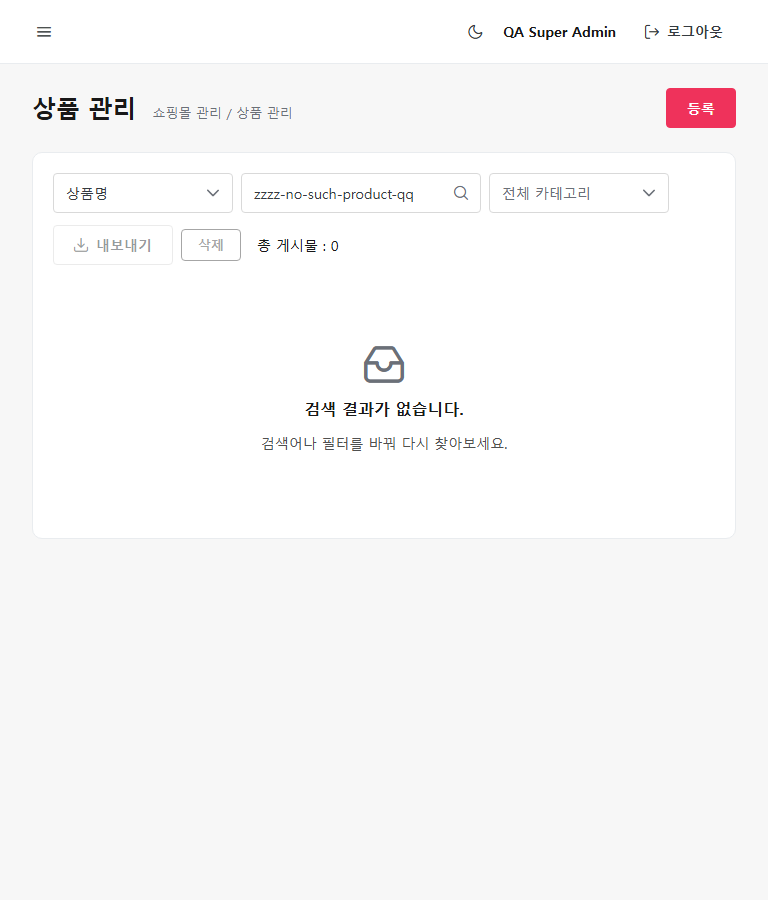 QA Super Admin 로그아웃
상품 관리 쇼핑몰 관리 / 상품 관리 등록
상품명 zzzz-no-such-product-qq 전체 카테고리
내보내기 삭제 총 게시물 : 0
검색 결과가 없습니다.
검색어나 필터를 바꿔 다시 찾아보세요.